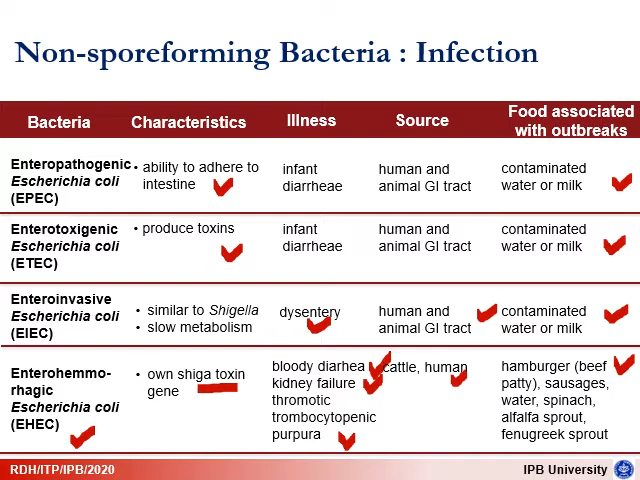 Non-sporeforming Bacteria : Infection
Bacteria
Characteristics
Illness
Source
Food associated
with outbreaks
Enteropathogenic
Escherichia coli
(EPEC)
• ability to adhere to
intestine
infant
diarrheae
human and
animal GI tract
contaminated
water or milk
Enterotoxigenic
Escherichia coli
(ETEC)
• produce toxins
infant
diarrheae
human and
animal GI tract
contaminated
water or milk
Enteroinvasive
Escherichia coli
(EIEC)
• similar to Shigella
• slow metabolism
dysentery
human and
animal GI tract
contaminated
water or milk
Enterohemmo-
rhagic
Escherichia coli
(EHEC)
• own shiga toxin
gene
bloody diarhea
kidney failure
thromotic
trombocytopenic
purpura
cattle, human
hamburger (beef
patty), sausages,
water, spinach,
alfalfa sprout,
fenugreek sprout
RDH/ITP/IPB/2020
IPB University